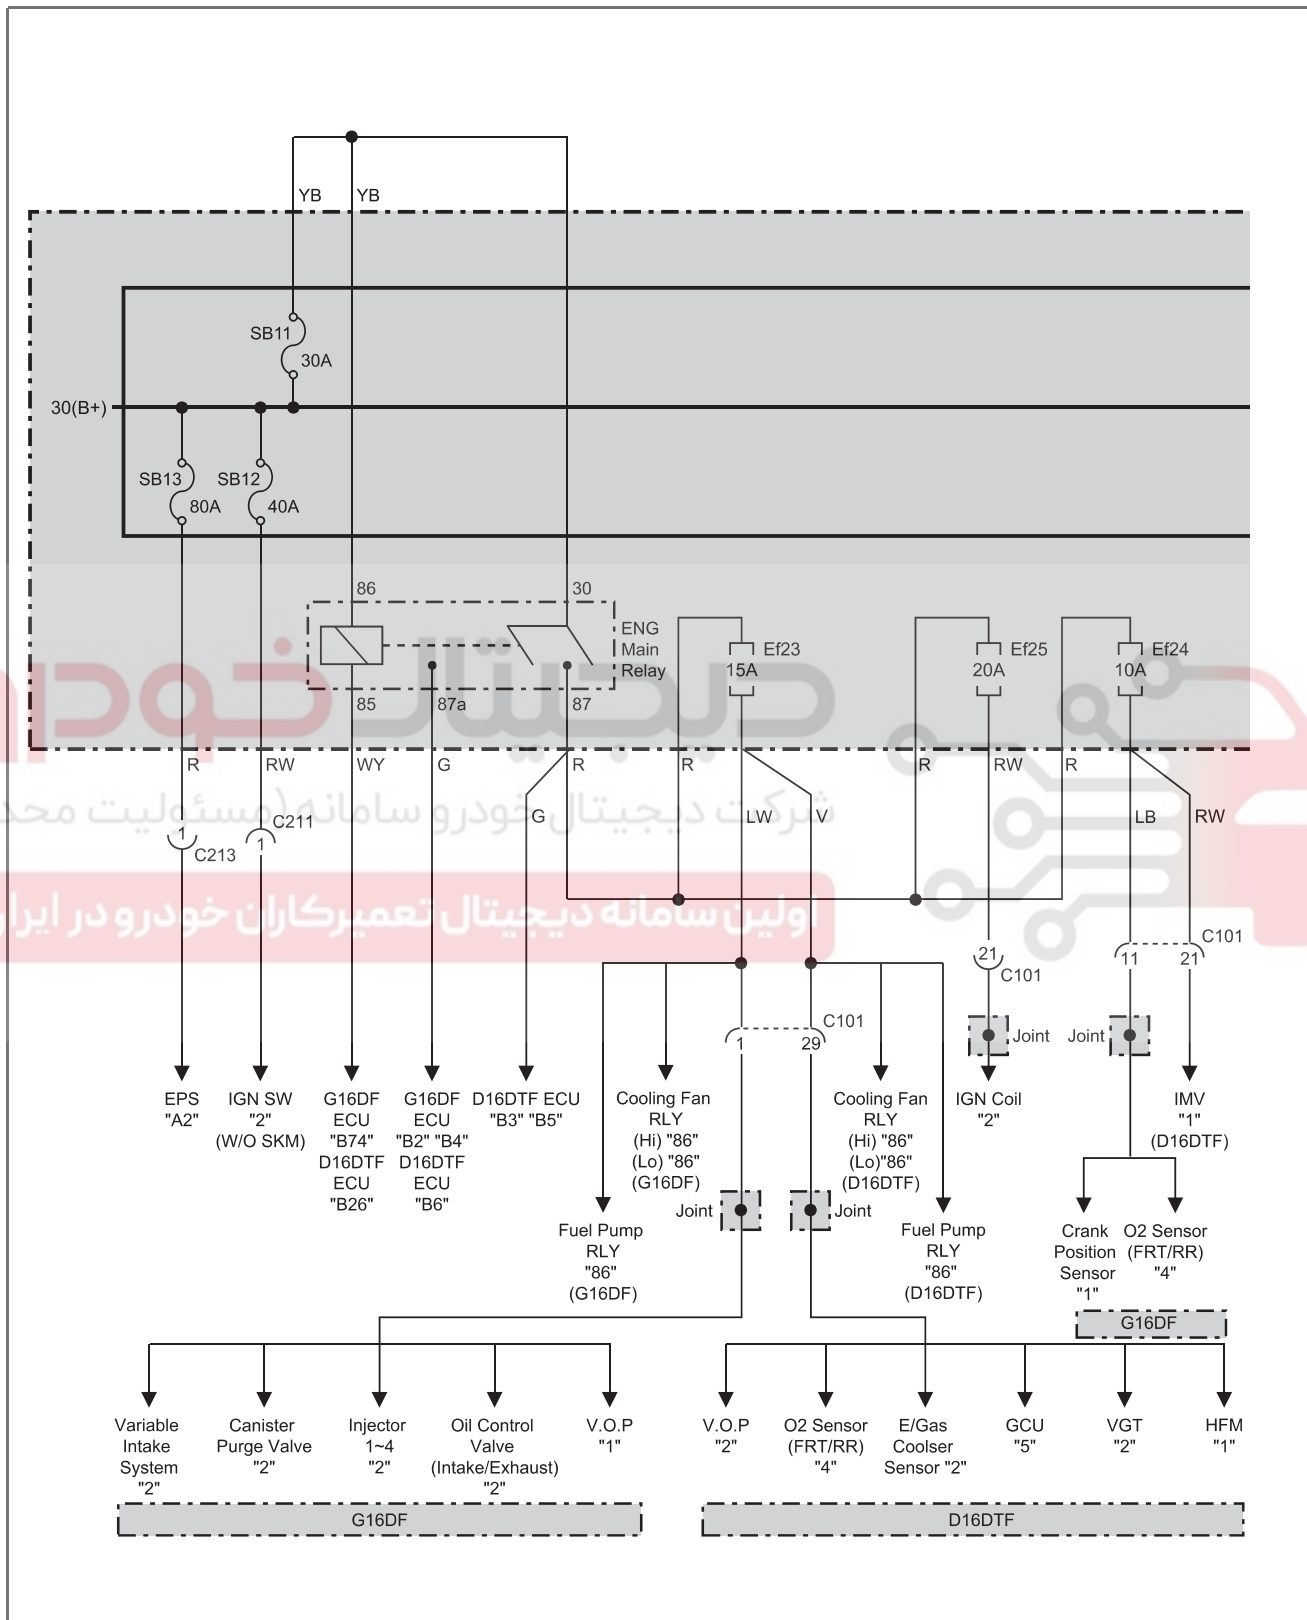 YB YB
SB11
30A
30(B+)
SB13 SB12
80A 40A
86 30
ENG
Main
Relay
Ef23 Ef25 Ef24
15A 20A 10A
85 87a 87
دیجیتال خودرو
R RW WY G R R R RW R
شرکت دیجیتال خودرو سامانه (مسئولیت محد
G LW V LB RW
1 C213
C211 1
اولین سامانه دیجیتال تعمیرکاران خودرو در ایران
21 C101
11 21 C101
1 29 C101
Joint Joint
EPS
"A2"
IGN SW
"2"
(W/O SKM)
G16DF
ECU
"B74"
D16DTF
ECU
"B26"
G16DF
ECU
"B2" "B4"
D16DTF
ECU
"B6"
D16DTF ECU
"B3" "B5"
Cooling Fan
RLY
(Hi) "86"
(Lo) "86"
(G16DF)
Cooling Fan
RLY
(Hi) "86"
(Lo)"86"
(D16DTF)
IGN Coil
"2"
IMV
"1"
(D16DTF)
Joint Joint
Fuel Pump
RLY
"86"
(G16DF)
Fuel Pump
RLY
"86"
(D16DTF)
Crank
Position
Sensor
"1"
O2 Sensor
(FRT/RR)
"4"
G16DF
Variable
Intake
System
"2"
Canister
Purge Valve
"2"
Injector
1~4
"2"
Oil Control
Valve
(Intake/Exhaust)
"2"
V.O.P
"1"
V.O.P
"2"
O2 Sensor
(FRT/RR)
"4"
E/Gas
Coolser
Sensor "2"
GCU
"5"
VGT
"2"
HFM
"1"
G16DF
D16DTF